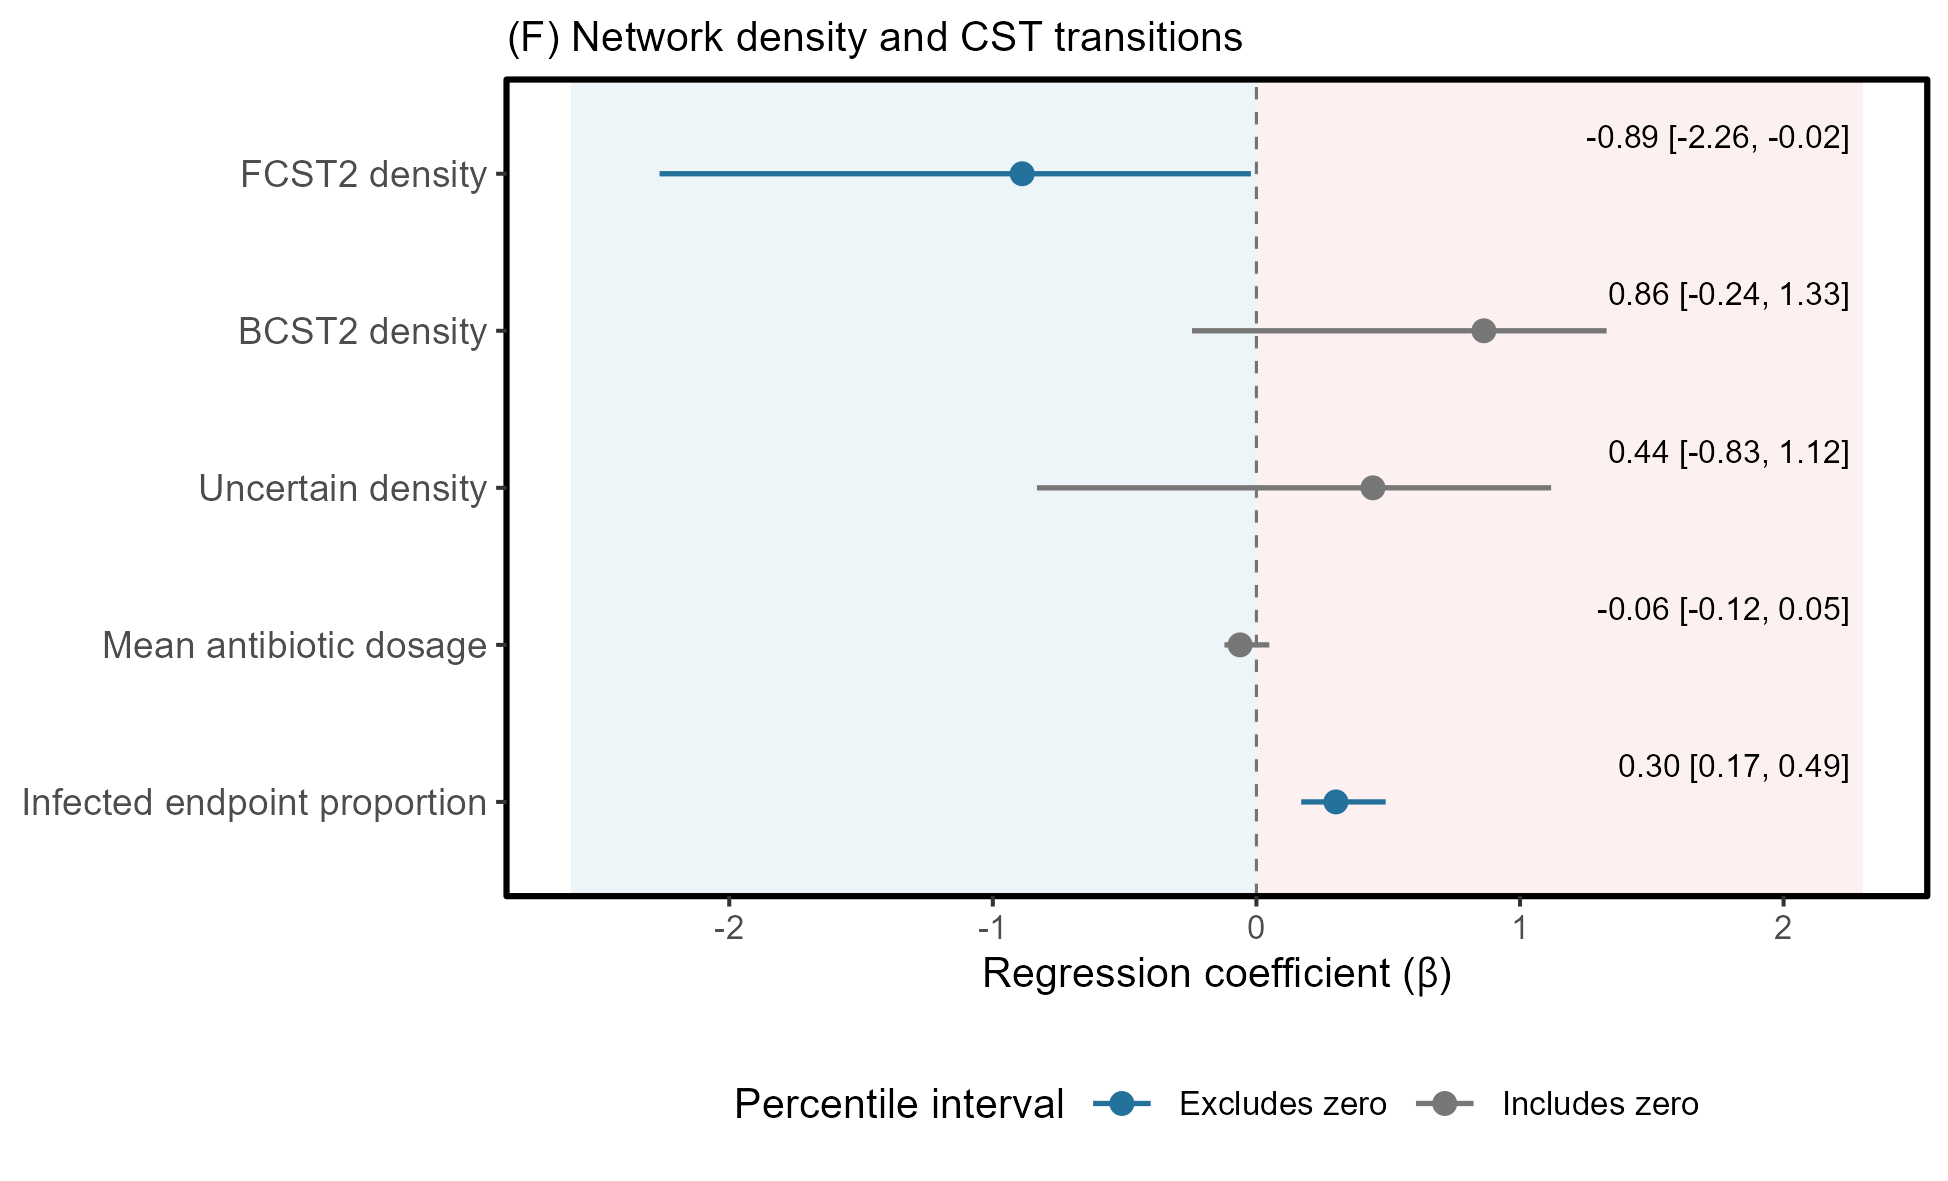 (F) Network density and CST transitions
FCST2 density
-0.89 [-2.26, -0.02]
BCST2 density
0.86 [-0.24, 1.33]
Uncertain density
0.44 [-0.83, 1.12]
Mean antibiotic dosage
-0.06 [-0.12, 0.05]
Infected endpoint proportion
0.30 [0.17, 0.49]
-2 -1 0 1 2
Regression coefficient (β)
Percentile interval Excludes zero Includes zero